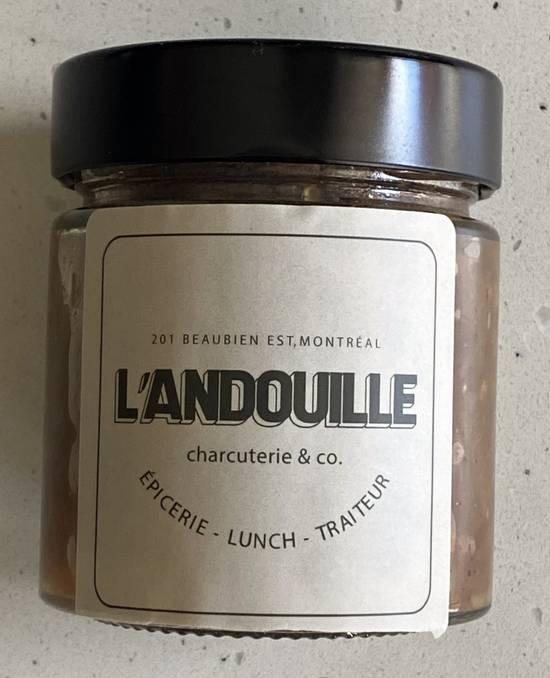 201 BEAUBIEN EST,MONTRÉAL
L'ANDOUILLE
charcuterie & co.
ÉPICERIE - LUNCH - TRAITEUR